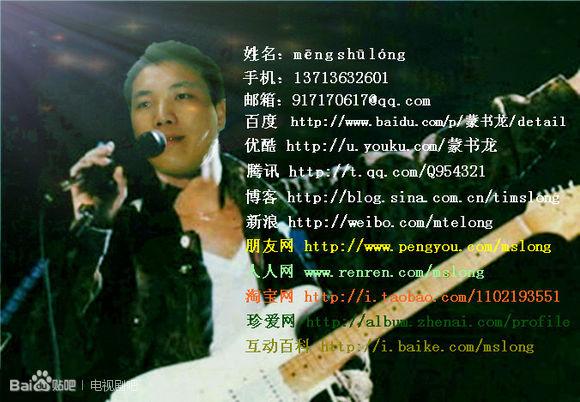 姓名：mēng shū lóng
手机：13713632601
邮箱：917170617@qq.com
百度 http://www.baidu.com/p/蒙书龙/detail
优酷 http://u.youku.com/蒙书龙
腾讯 http://t.qq.com/Q954321
博客 http://blog.sina.com.cn/timslong
新浪 http://weibo.com/mtelong
朋友网 http://www.pengyou.com/mslong
人人网 www.renren.com/mslong
淘宝网 http://i.taobao.com/1102193551
珍爱网 http://album.zhenai.com/profile
互动百科 http://i.baike.com/mslong
Baidu贴吧 | 电视剧吧